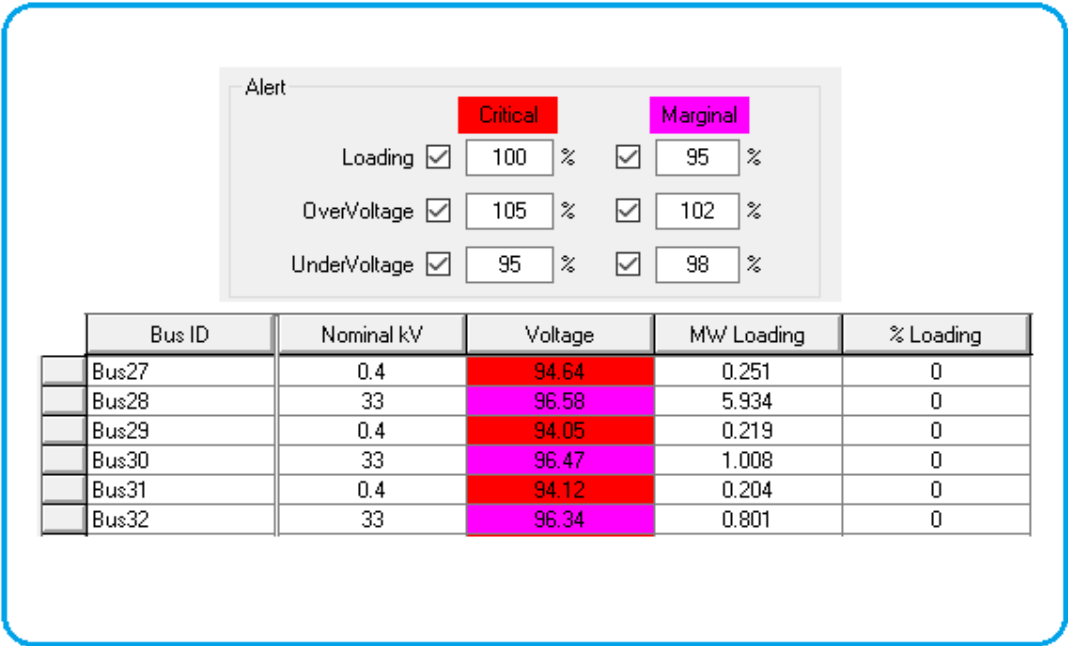 Alert
Critical Marginal
Loading 100 % 95 %
OverVoltage 105 % 102 %
UnderVoltage 95 % 98 %
Bus ID Nominal kV Voltage MW Loading % Loading
Bus27 0.4 94.64 0.251 0
Bus28 33 96.58 5.934 0
Bus29 0.4 94.05 0.219 0
Bus30 33 96.47 1.008 0
Bus31 0.4 94.12 0.204 0
Bus32 33 96.34 0.801 0